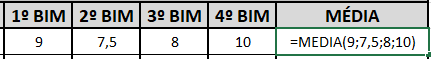 1º BIM 2º BIM 3º BIM 4º BIM MÉDIA
9 7,5 8 10 =MEDIA(9;7,5;8;10)